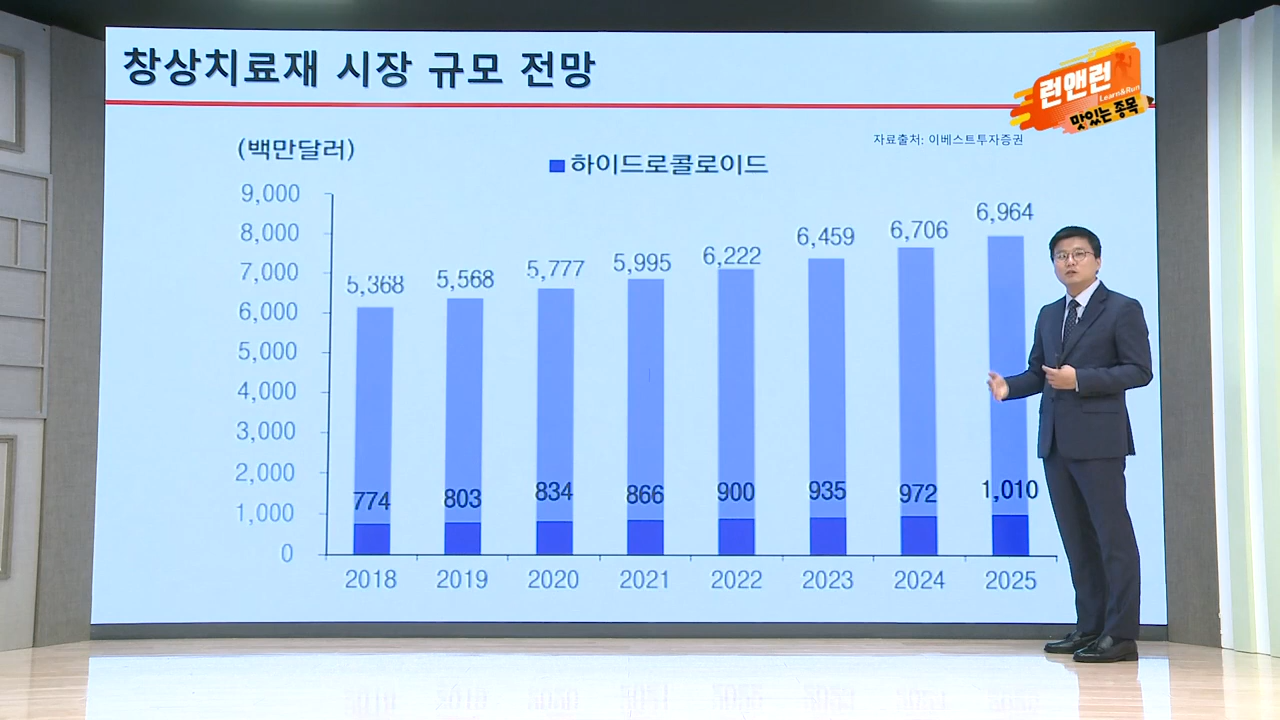 창상치료재 시장 규모 전망
런앤런
Learn&Run
맛있는 종목
자료출처: 이베스트투자증권
(백만달러)
하이드로콜로이드
9,000
8,000
7,000
6,000
5,000
4,000
3,000
2,000
1,000
0
5,368 5,568 5,777 5,995 6,222 6,459 6,706 6,964
774 803 834 866 900 935 972 1,010
2018 2019 2020 2021 2022 2023 2024 2025